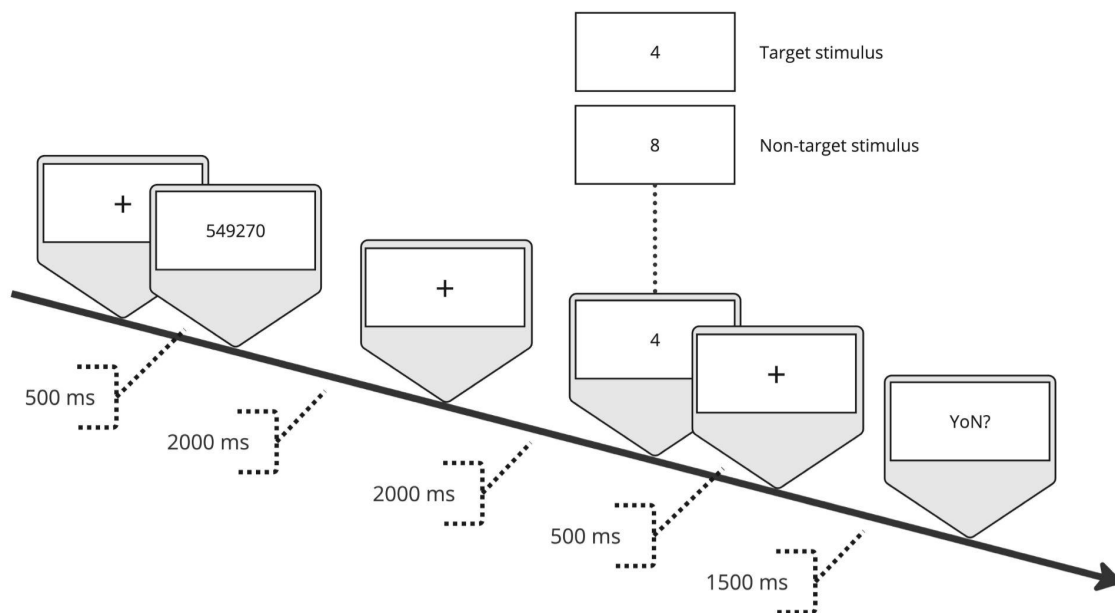 4
Target stimulus
8
Non-target stimulus
+
549270
+
4
+
YoN?
500 ms
2000 ms
2000 ms
500 ms
1500 ms